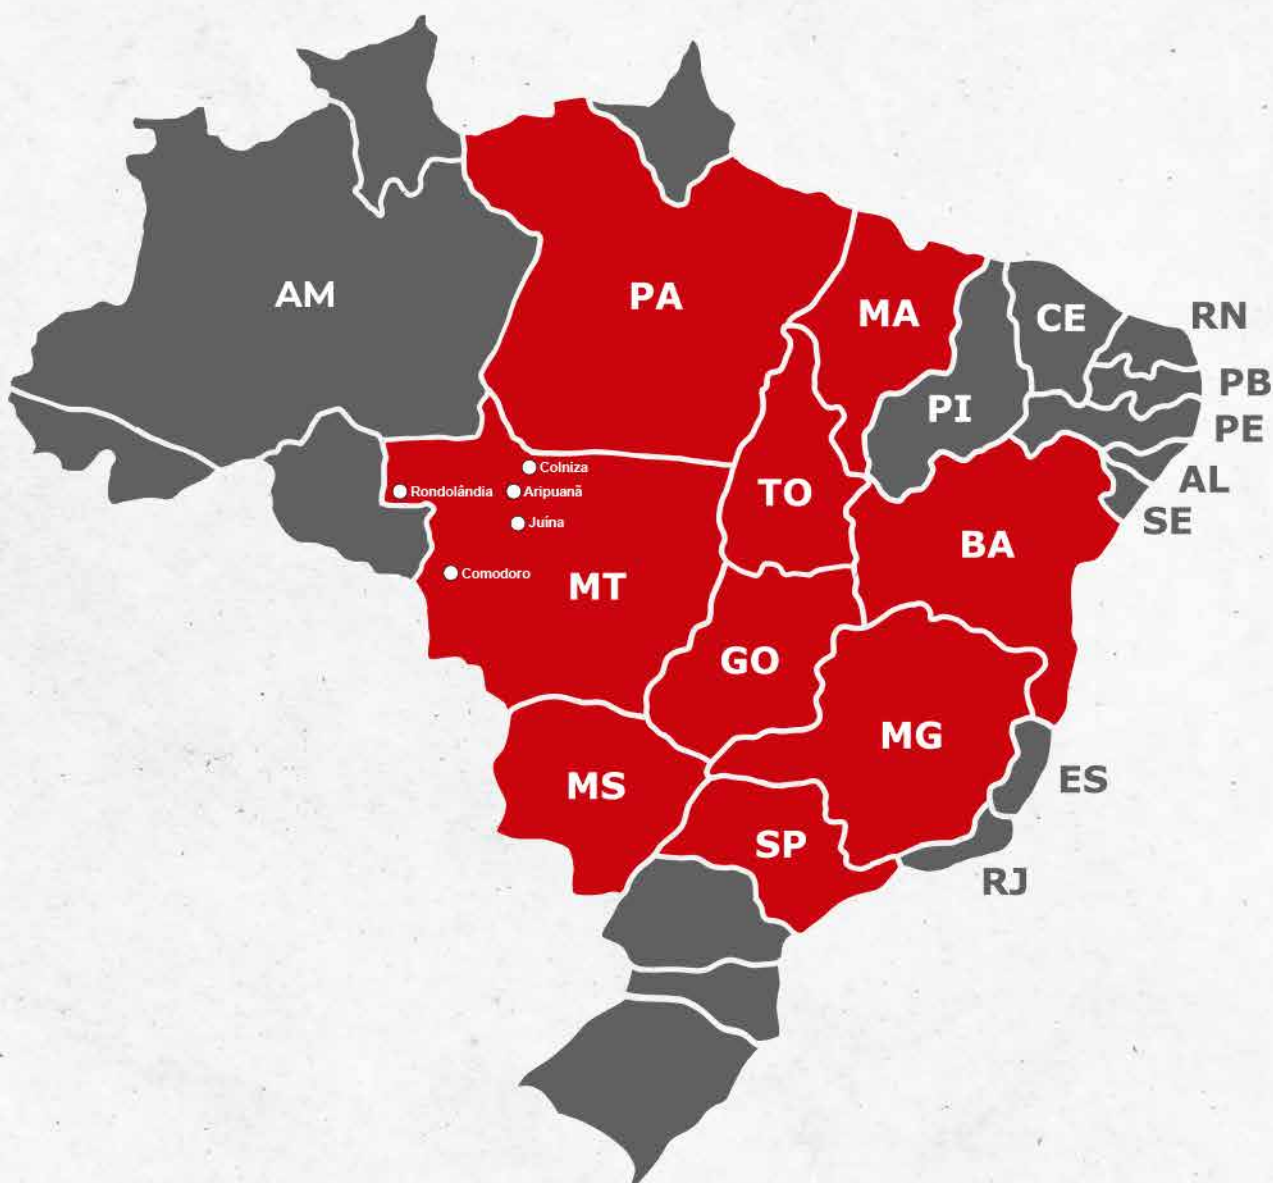 AM
PA
MA
CE
RN
PB
PI
PE
Colniza
Rondolândia
Aripuanã
TO
AL
Juína
SE
BA
Comodoro
MT
GO
MG
MS
ES
SP
RJ